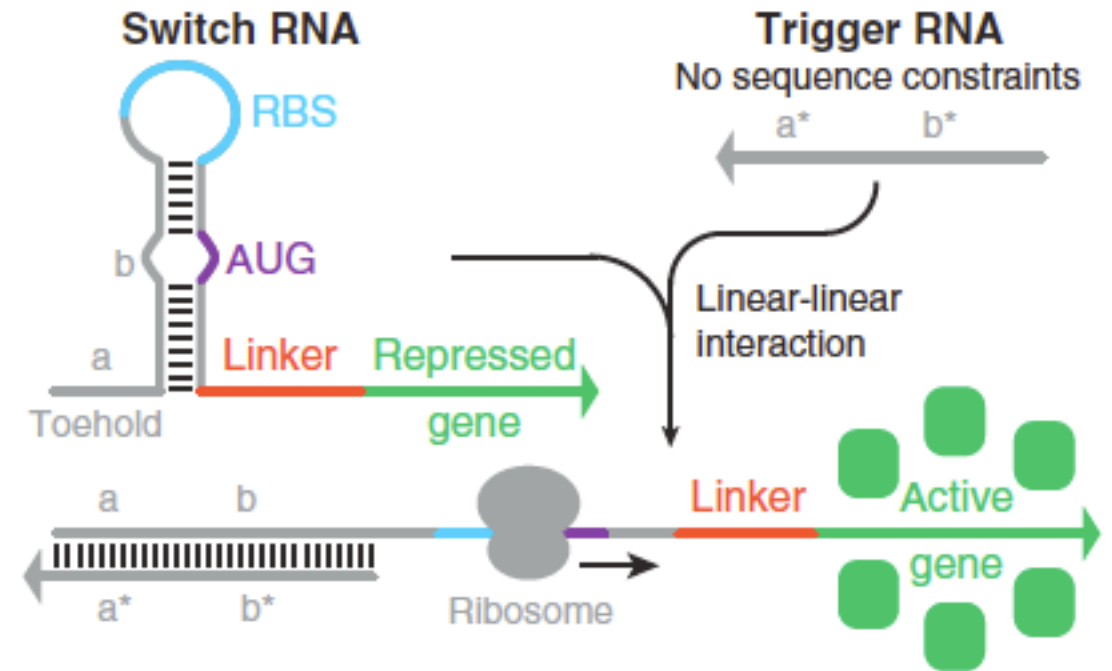 Switch RNA
RBS
b
AUG
a
Linker
Repressed
gene
Toehold
Trigger RNA
No sequence constraints
a* b*
Linear-linear
interaction
a b
Linker
Active
gene
a* b*
Ribosome